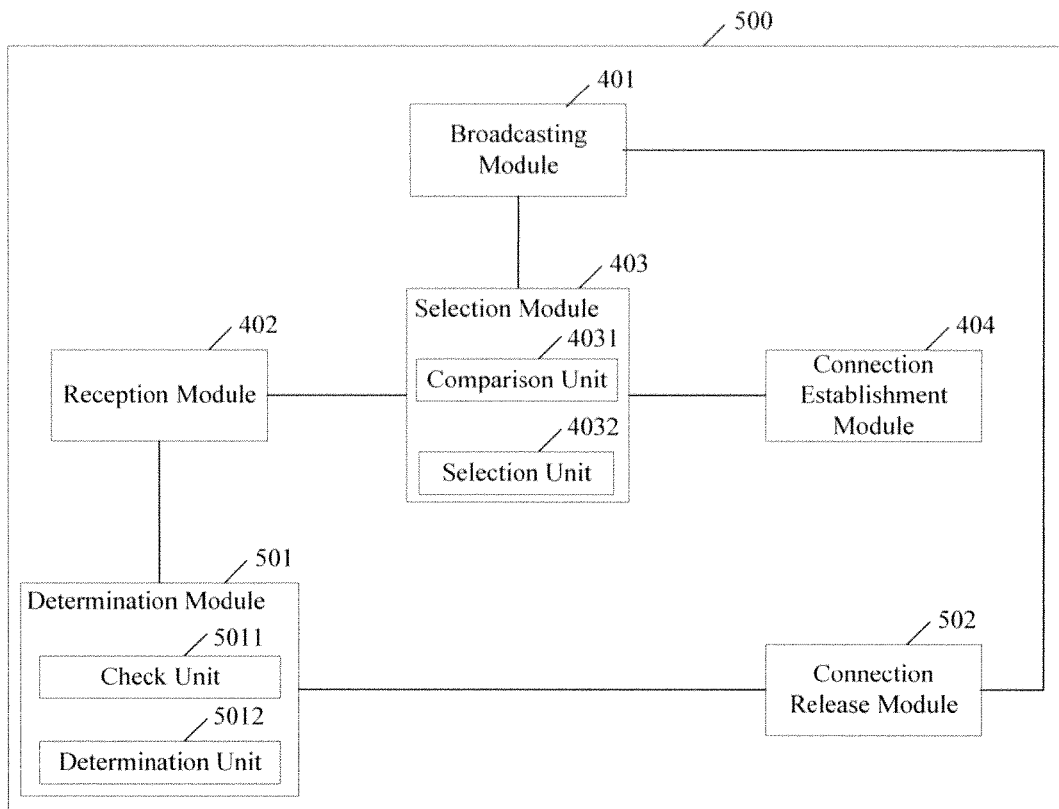 500
401
Broadcasting
Module
403
Selection Module
4031
Comparison Unit
4032
Selection Unit
402
Reception Module
404
Connection
Establishment
Module
501
Determination Module
5011
Check Unit
5012
Determination Unit
502
Connection
Release Module